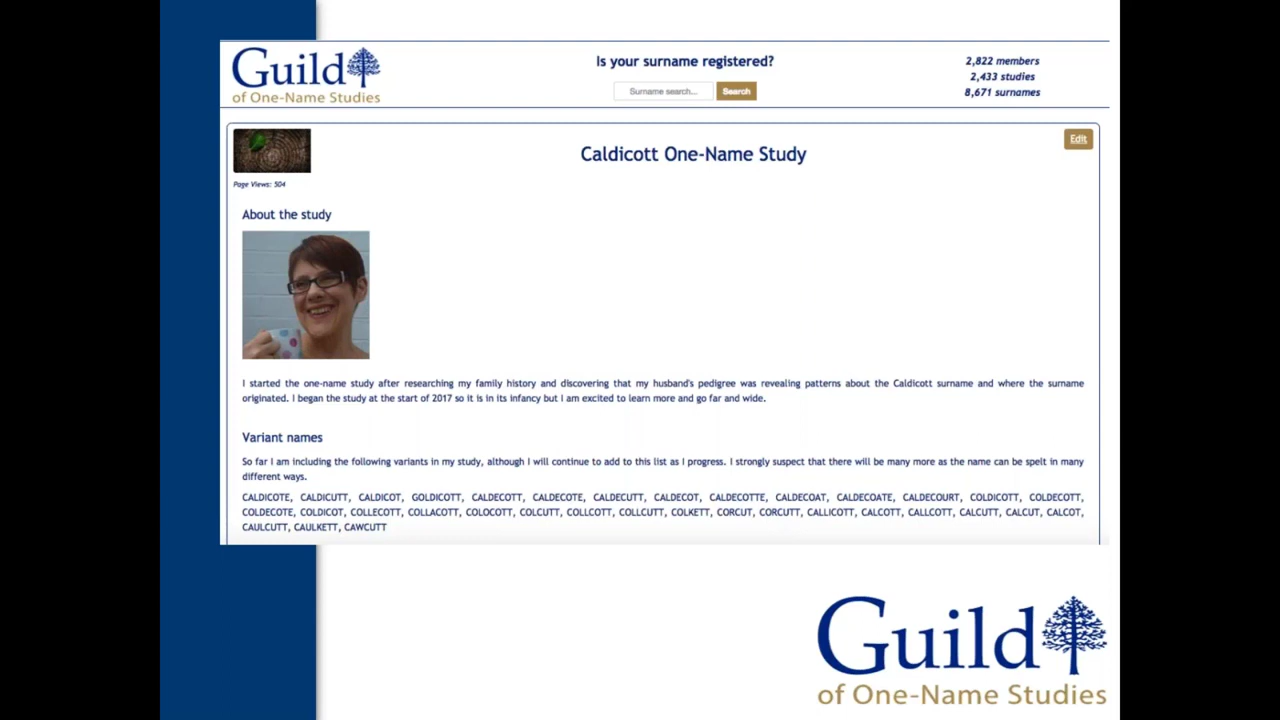 Guild
of One-Name Studies
Is your surname registered?
Surname search...
Search
2,822 members
2,433 studies
8,671 surnames
Caldicott One-Name Study
Edit
Page Views: 504
About the study
I started the one-name study after researching my family history and discovering that my husband's pedigree was revealing patterns about the Caldicott surname and where the surname
originated. I began the study at the start of 2017 so it is in its infancy but I am excited to learn more and go far and wide.
Variant names
So far I am including the following variants in my study, although I will continue to add to this list as I progress. I strongly suspect that there will be many more as the name can be spelt in many
different ways.
CALDICOTE, CALDICUTT, CALDICOT, GOLDICOTT, CALDECOTT, CALDECOTE, CALDECUTT, CALDECOT, CALDECOTTE, CALDECOAT, CALDECOATE, CALDECOURT, COLDICOTT, COLDECOTT,
COLDECOTE, COLDICOT, COLLECOTT, COLLACOTT, COLOCOTT, COLCUTT, COLLCOTT, COLLCUTT, COLKETT, CORCUT, CORCUTT, CALLICOTT, CALCOTT, CALLCOTT, CALCUTT, CALCUT, CALCOT,
CAULCUTT, CAULKETT, CAWCUTT
Guild
of One-Name Studies